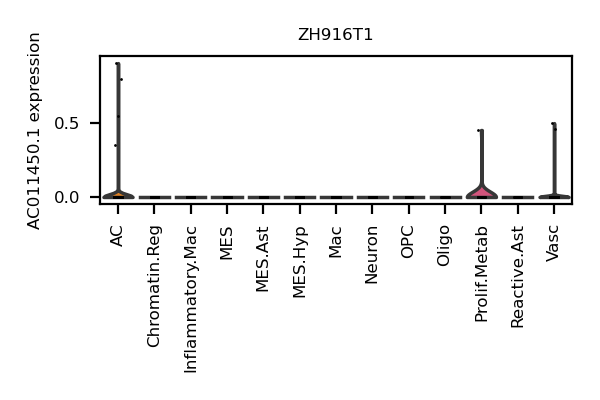 ZH916T1
AC011450.1 expression
0.5
0.0
AC
Chromatin.Reg
Inflammatory.Mac
MES
MES.Ast
MES.Hyp
Mac
Neuron
OPC
Oligo
Prolif.Metab
Reactive.Ast
Vasc